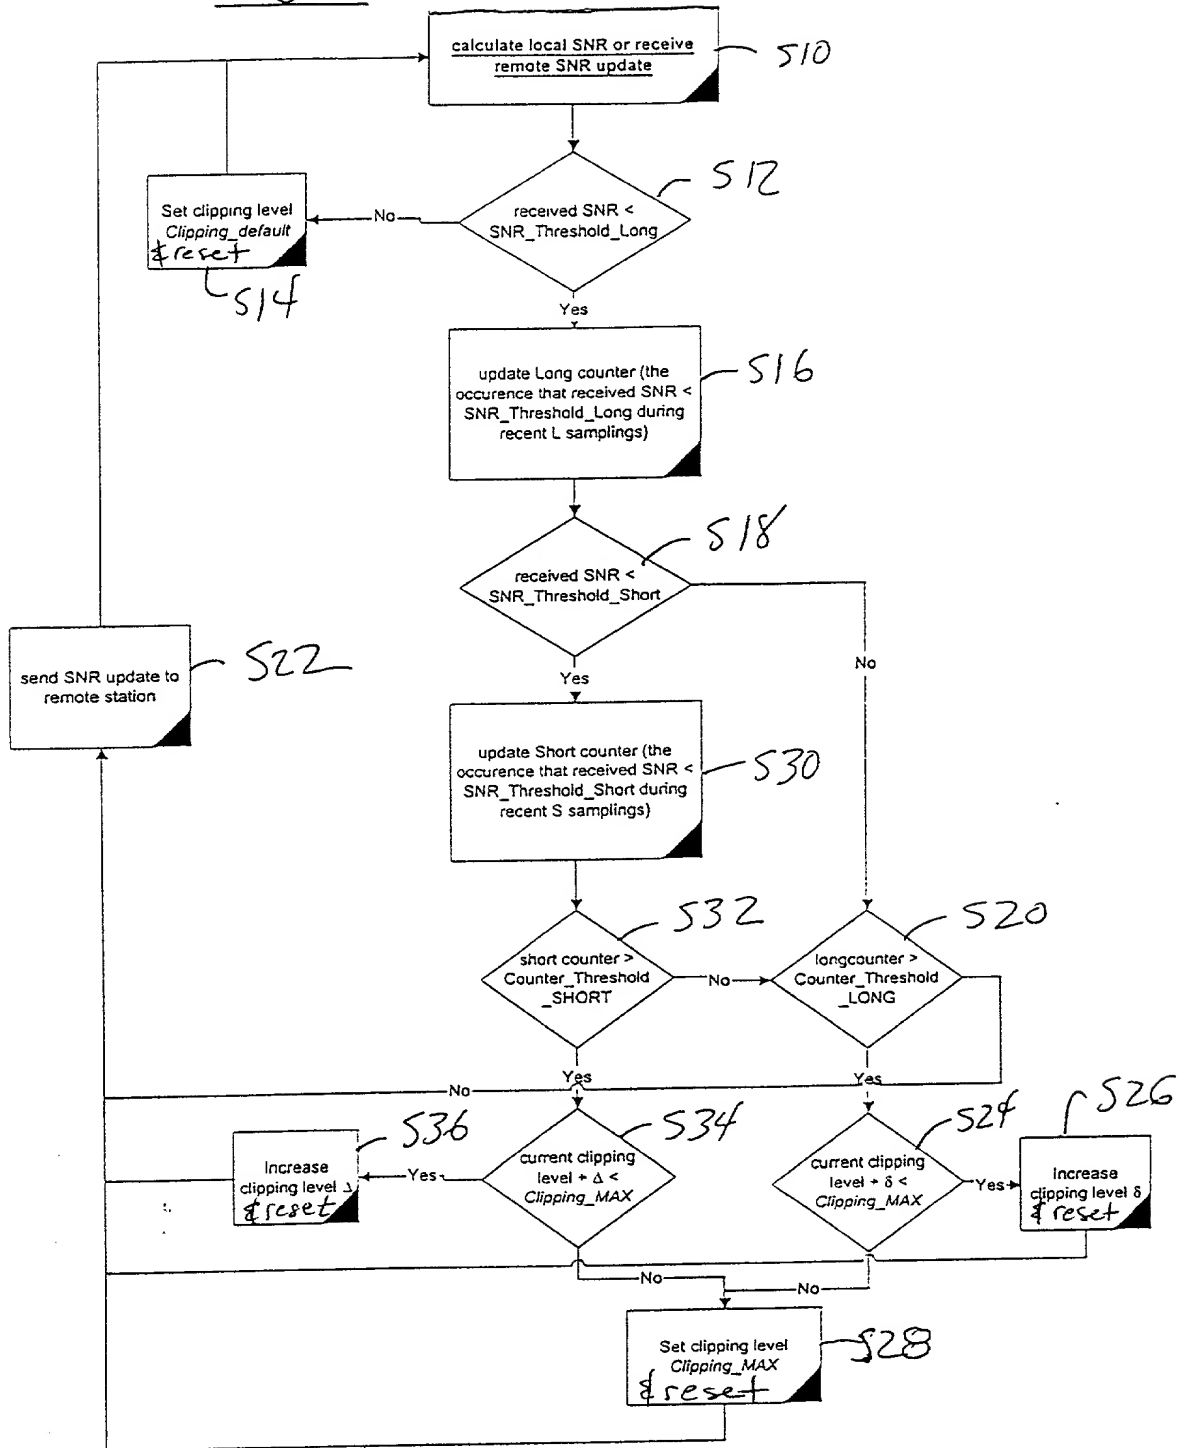 calculate local SNR or receive
remote SNR update
S10
received SNR <
SNR_Threshold_Long
S12
No
Set clipping level
Clipping_default
& reset
S14
Yes
update Long counter (the
occurence that received SNR <
SNR_Threshold_Long during
recent L samplings)
S16
received SNR <
SNR_Threshold_Short
S18
No
Yes
send SNR update to
remote station
S22
update Short counter (the
occurence that received SNR <
SNR_Threshold_Short during
recent S samplings)
S30
short counter >
Counter_Threshold
_SHORT
S32
No
longcounter >
Counter_Threshold
_LONG
S20
Yes
Yes
No
Increase
clipping level Δ
& reset
S36
Yes
current clipping
level + Δ <
Clipping_MAX
S34
current clipping
level + δ <
Clipping_MAX
S24
Yes
Increase
clipping level δ
& reset
S26
No
No
Set clipping level
Clipping_MAX
& reset
S28